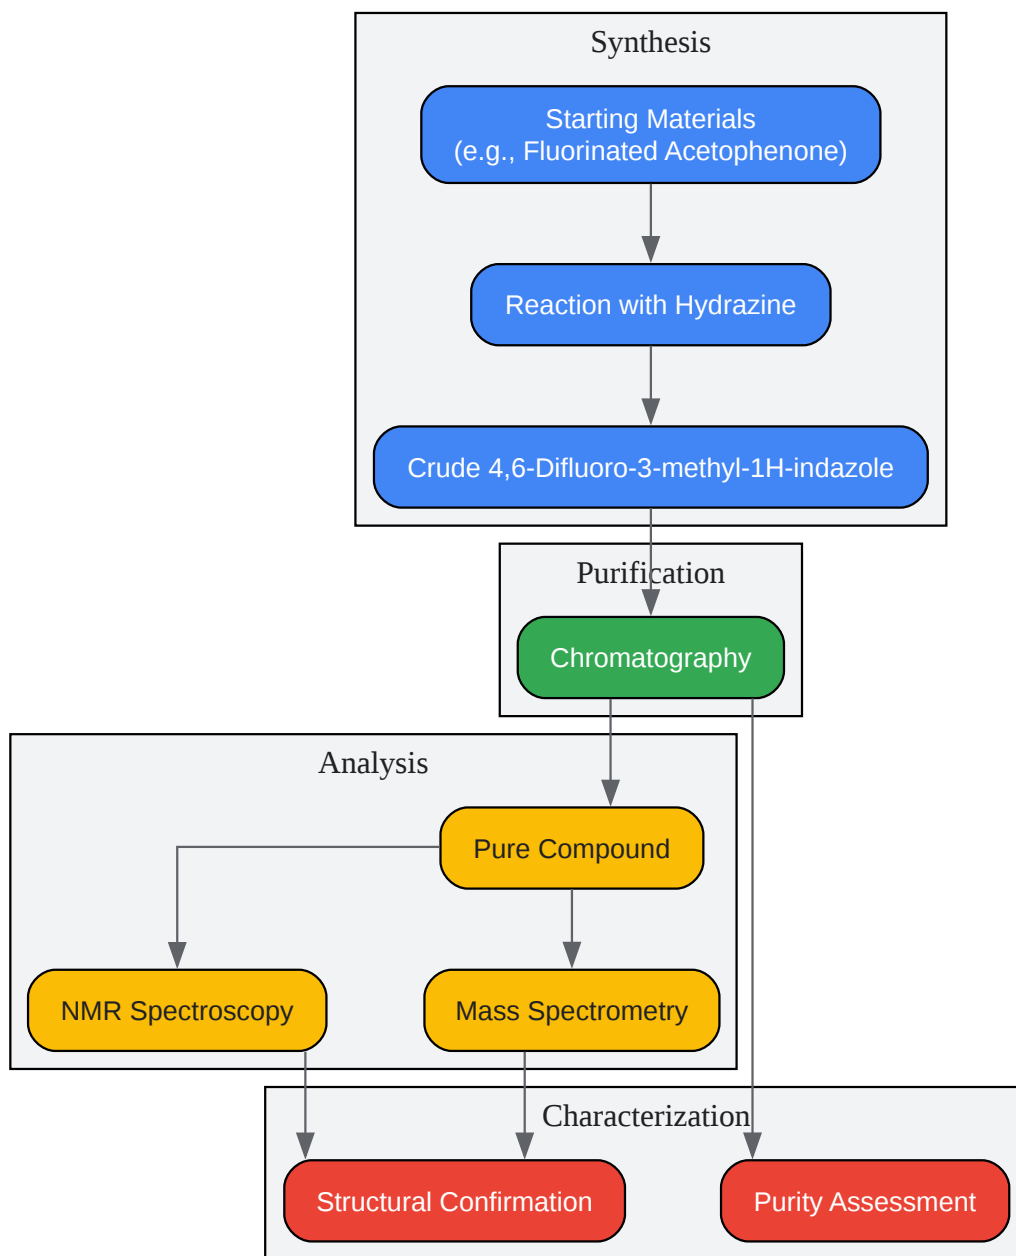 Synthesis
Starting Materials
(e.g., Fluorinated Acetophenone)
Reaction with Hydrazine
Crude 4,6-Difluoro-3-methyl-1H-indazole
Purification
Chromatography
Analysis
Pure Compound
NMR Spectroscopy
Mass Spectrometry
Characterization
Structural Confirmation
Purity Assessment